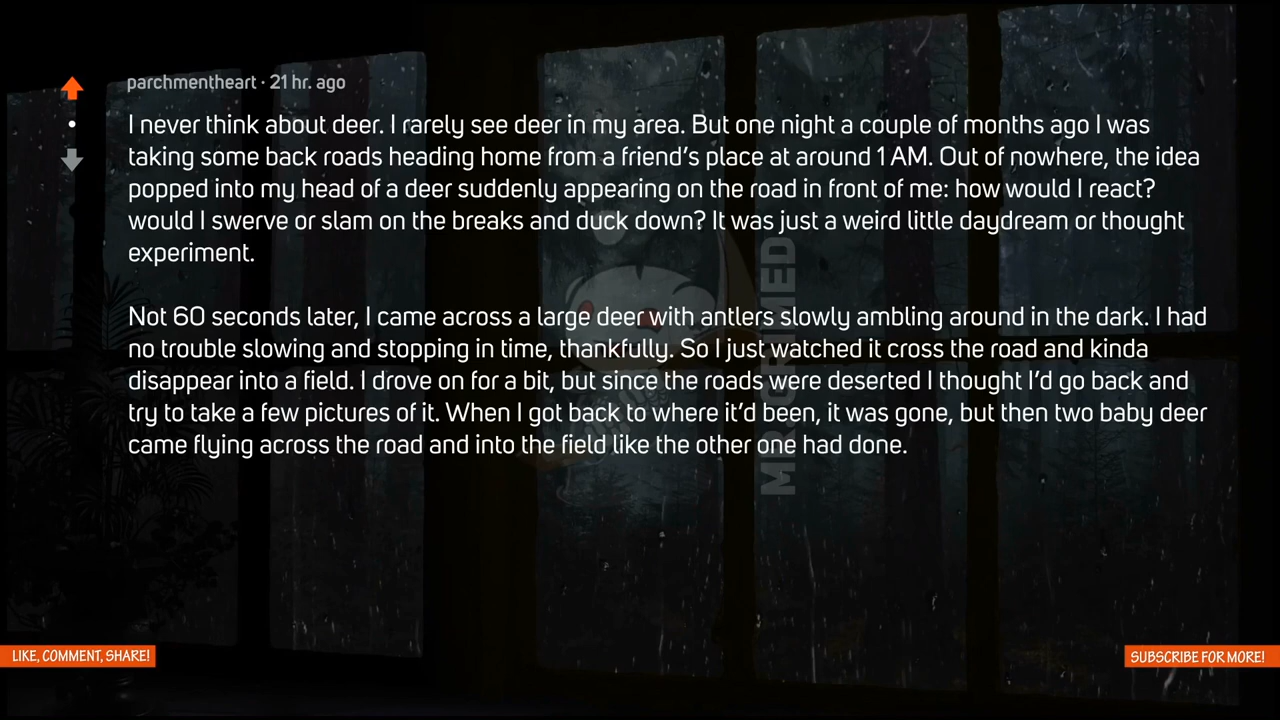 parchmentheart · 21 hr. ago
I never think about deer. I rarely see deer in my area. But one night a couple of months ago I was
taking some back roads heading home from a friend's place at around 1 AM. Out of nowhere, the idea
popped into my head of a deer suddenly appearing on the road in front of me: how would I react?
would I swerve or slam on the breaks and duck down? It was just a weird little daydream or thought
experiment.
Not 60 seconds later, I came across a large deer with antlers slowly ambling around in the dark. I had
no trouble slowing and stopping in time, thankfully. So I just watched it cross the road and kinda
disappear into a field. I drove on for a bit, but since the roads were deserted I thought I'd go back and
try to take a few pictures of it. When I got back to where it'd been, it was gone, but then two baby deer
came flying across the road and into the field like the other one had done.
LIKE, COMMENT, SHARE!
SUBSCRIBE FOR MORE!